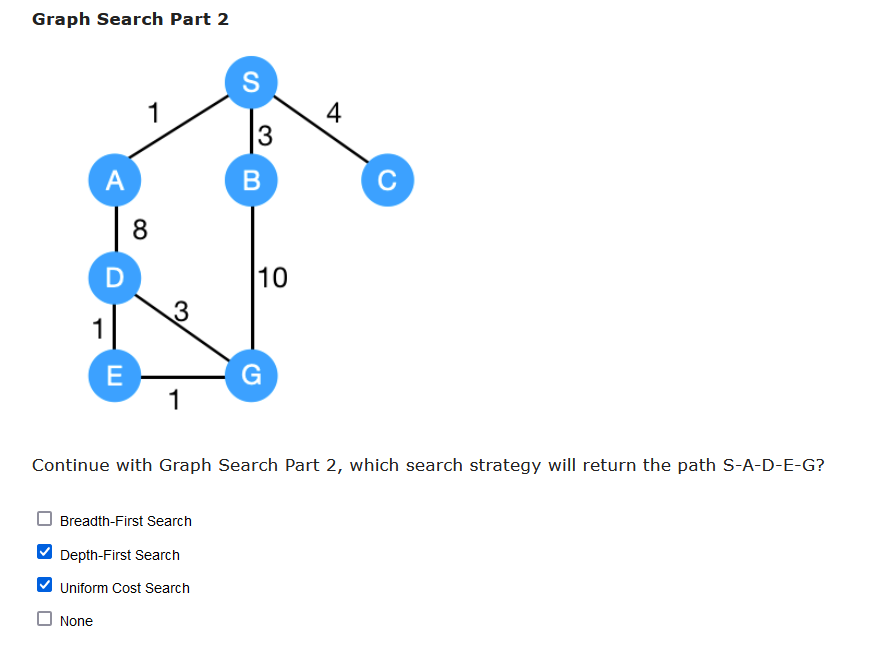 Graph Search Part 2
S
1
4
3
A
B
C
8
D
10
3
1
E
G
1
Continue with Graph Search Part 2, which search strategy will return the path S-A-D-E-G?
Breadth-First Search
Depth-First Search
Uniform Cost Search
None